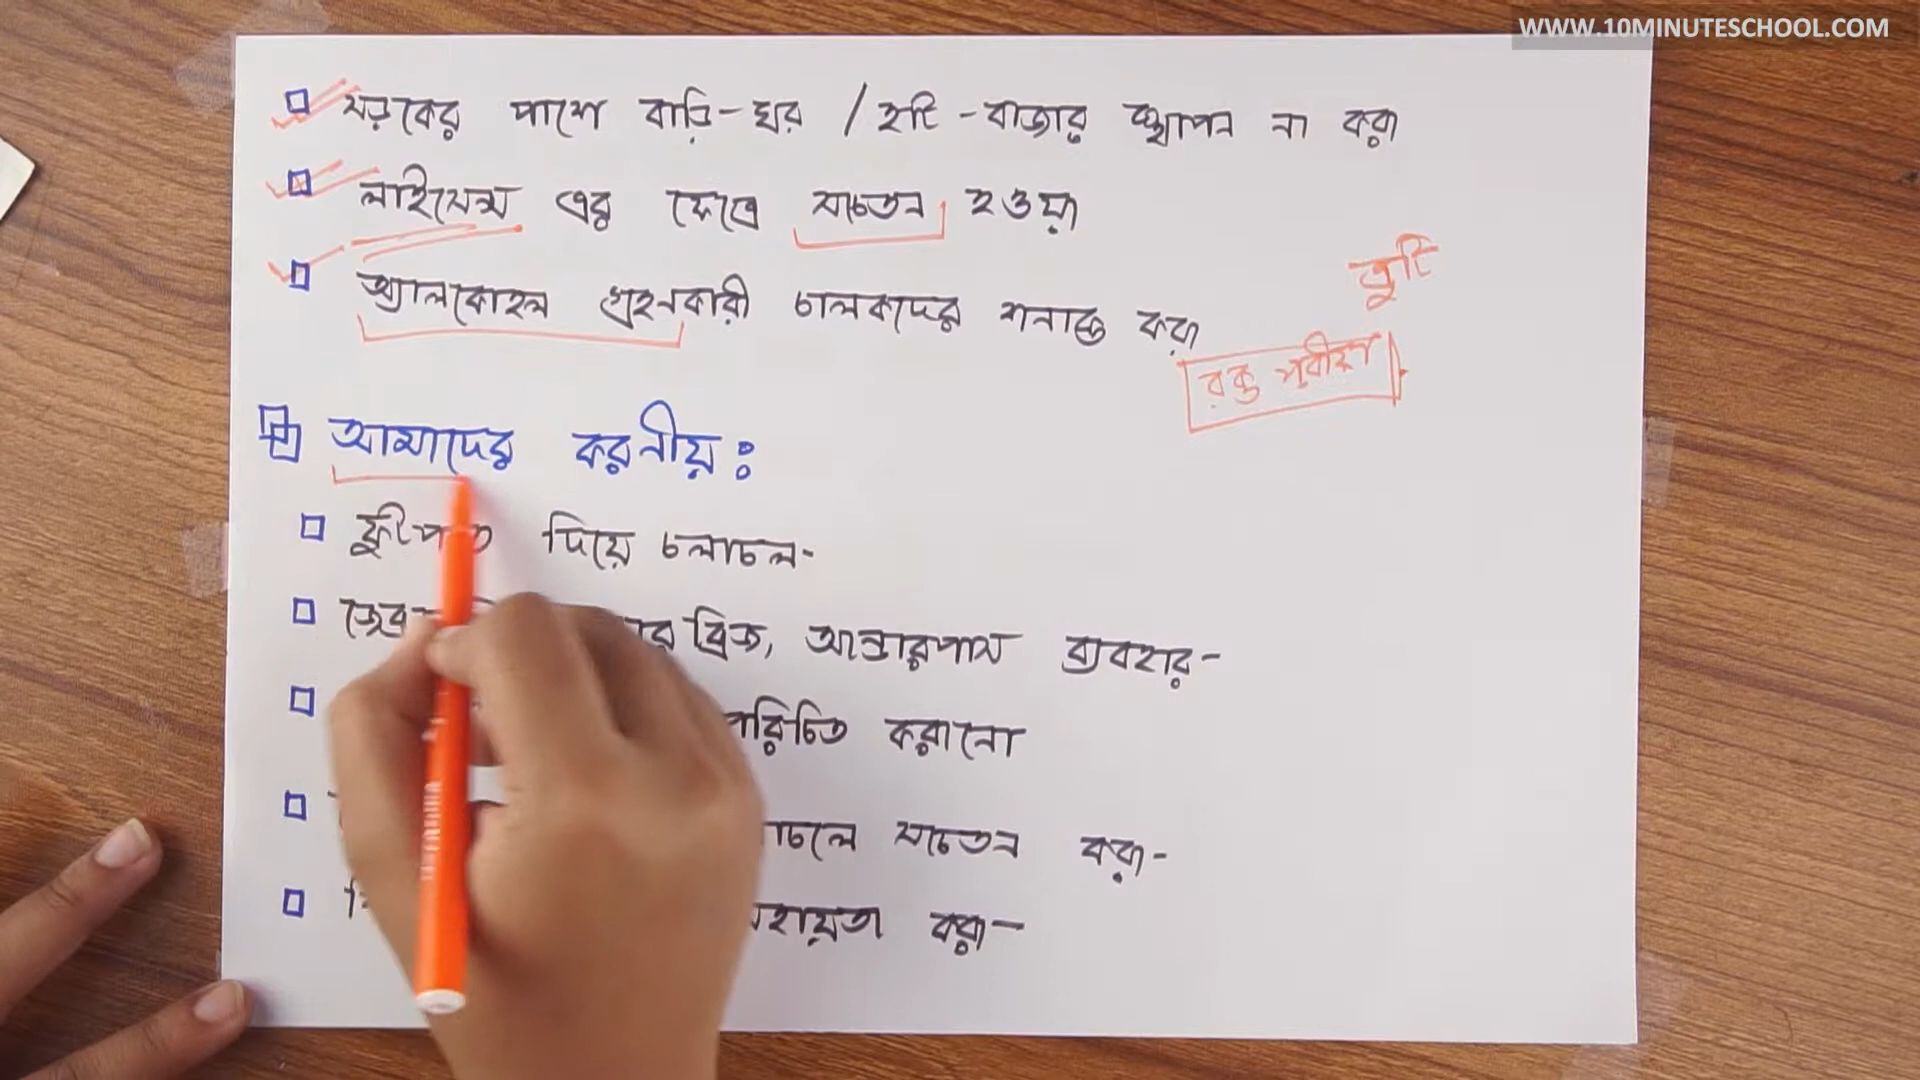 WWW.10MINUTESCHOOL.COM
সড়কের পাশে বাড়ি-ঘর / হাট-বাজার স্থাপন না করা
লাইসেন্স এর ক্ষেত্রে সচেতন হওয়া
অ্যালকোহল গ্রহনকারী চালকদের শনাক্ত করা
ত্রুটি
রক্ত পরীক্ষা
আমাদের করনীয়ঃ
ফুটপাত দিয়ে চলাচল-
ব্রিজ, আন্ডারপাস ব্যবহার-
পরিচিত করানো
সচেতন করা-
সহায়তা করা-